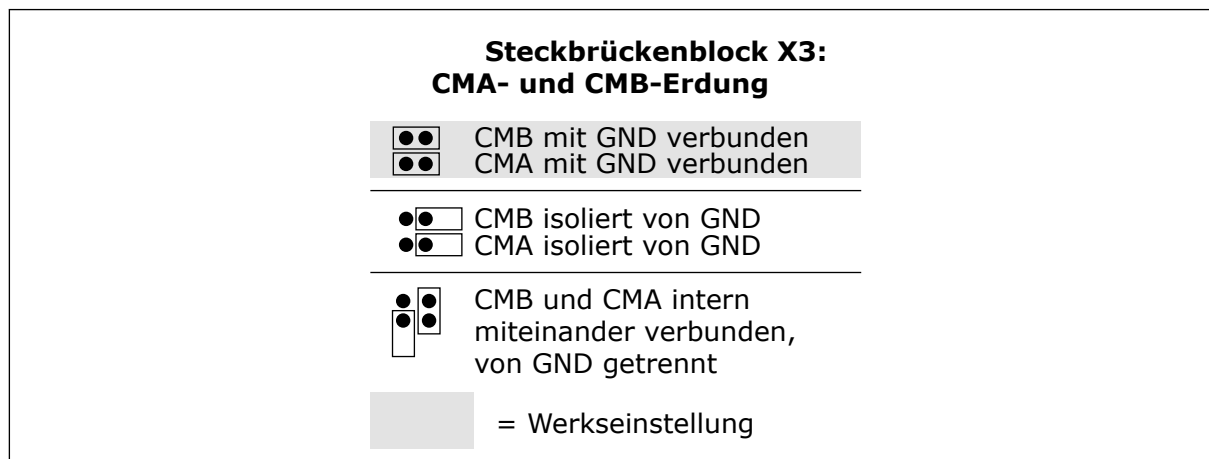 Steckbrückenblock X3:
CMA- und CMB-Erdung
CMB mit GND verbunden
CMA mit GND verbunden
CMB isoliert von GND
CMA isoliert von GND
CMB und CMA intern
miteinander verbunden,
von GND getrennt
= Werkseinstellung